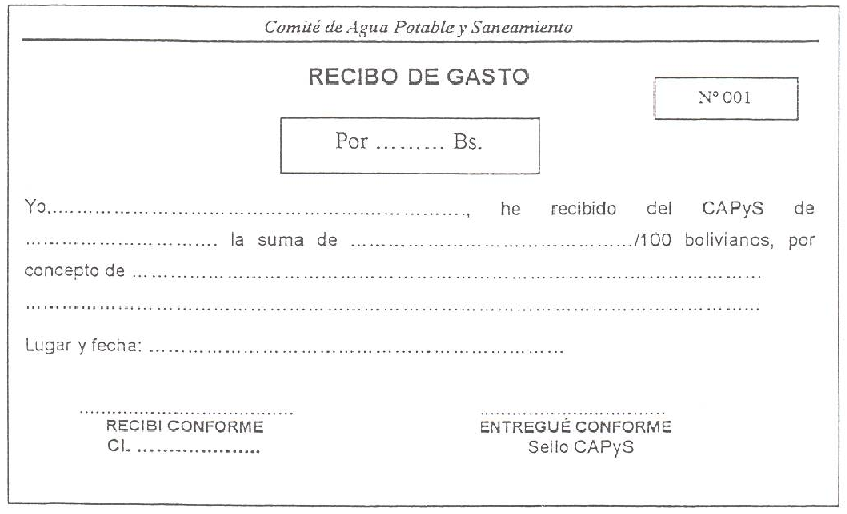 Comité de Agua Potable y Saneamiento
RECIBO DE GASTO
Nº 001
Por ......... Bs.
Yo,................................................................, he recibido del CAPyS de
.............................. la suma de ............................................/100 bolivianos, por
concepto de ..................................................................................................
...................................................................................................................
Lugar y fecha: .................................................................
.................................. .............................
RECIBI CONFORME ENTREGUÉ CONFORME
CI. .................... Sello CAPyS